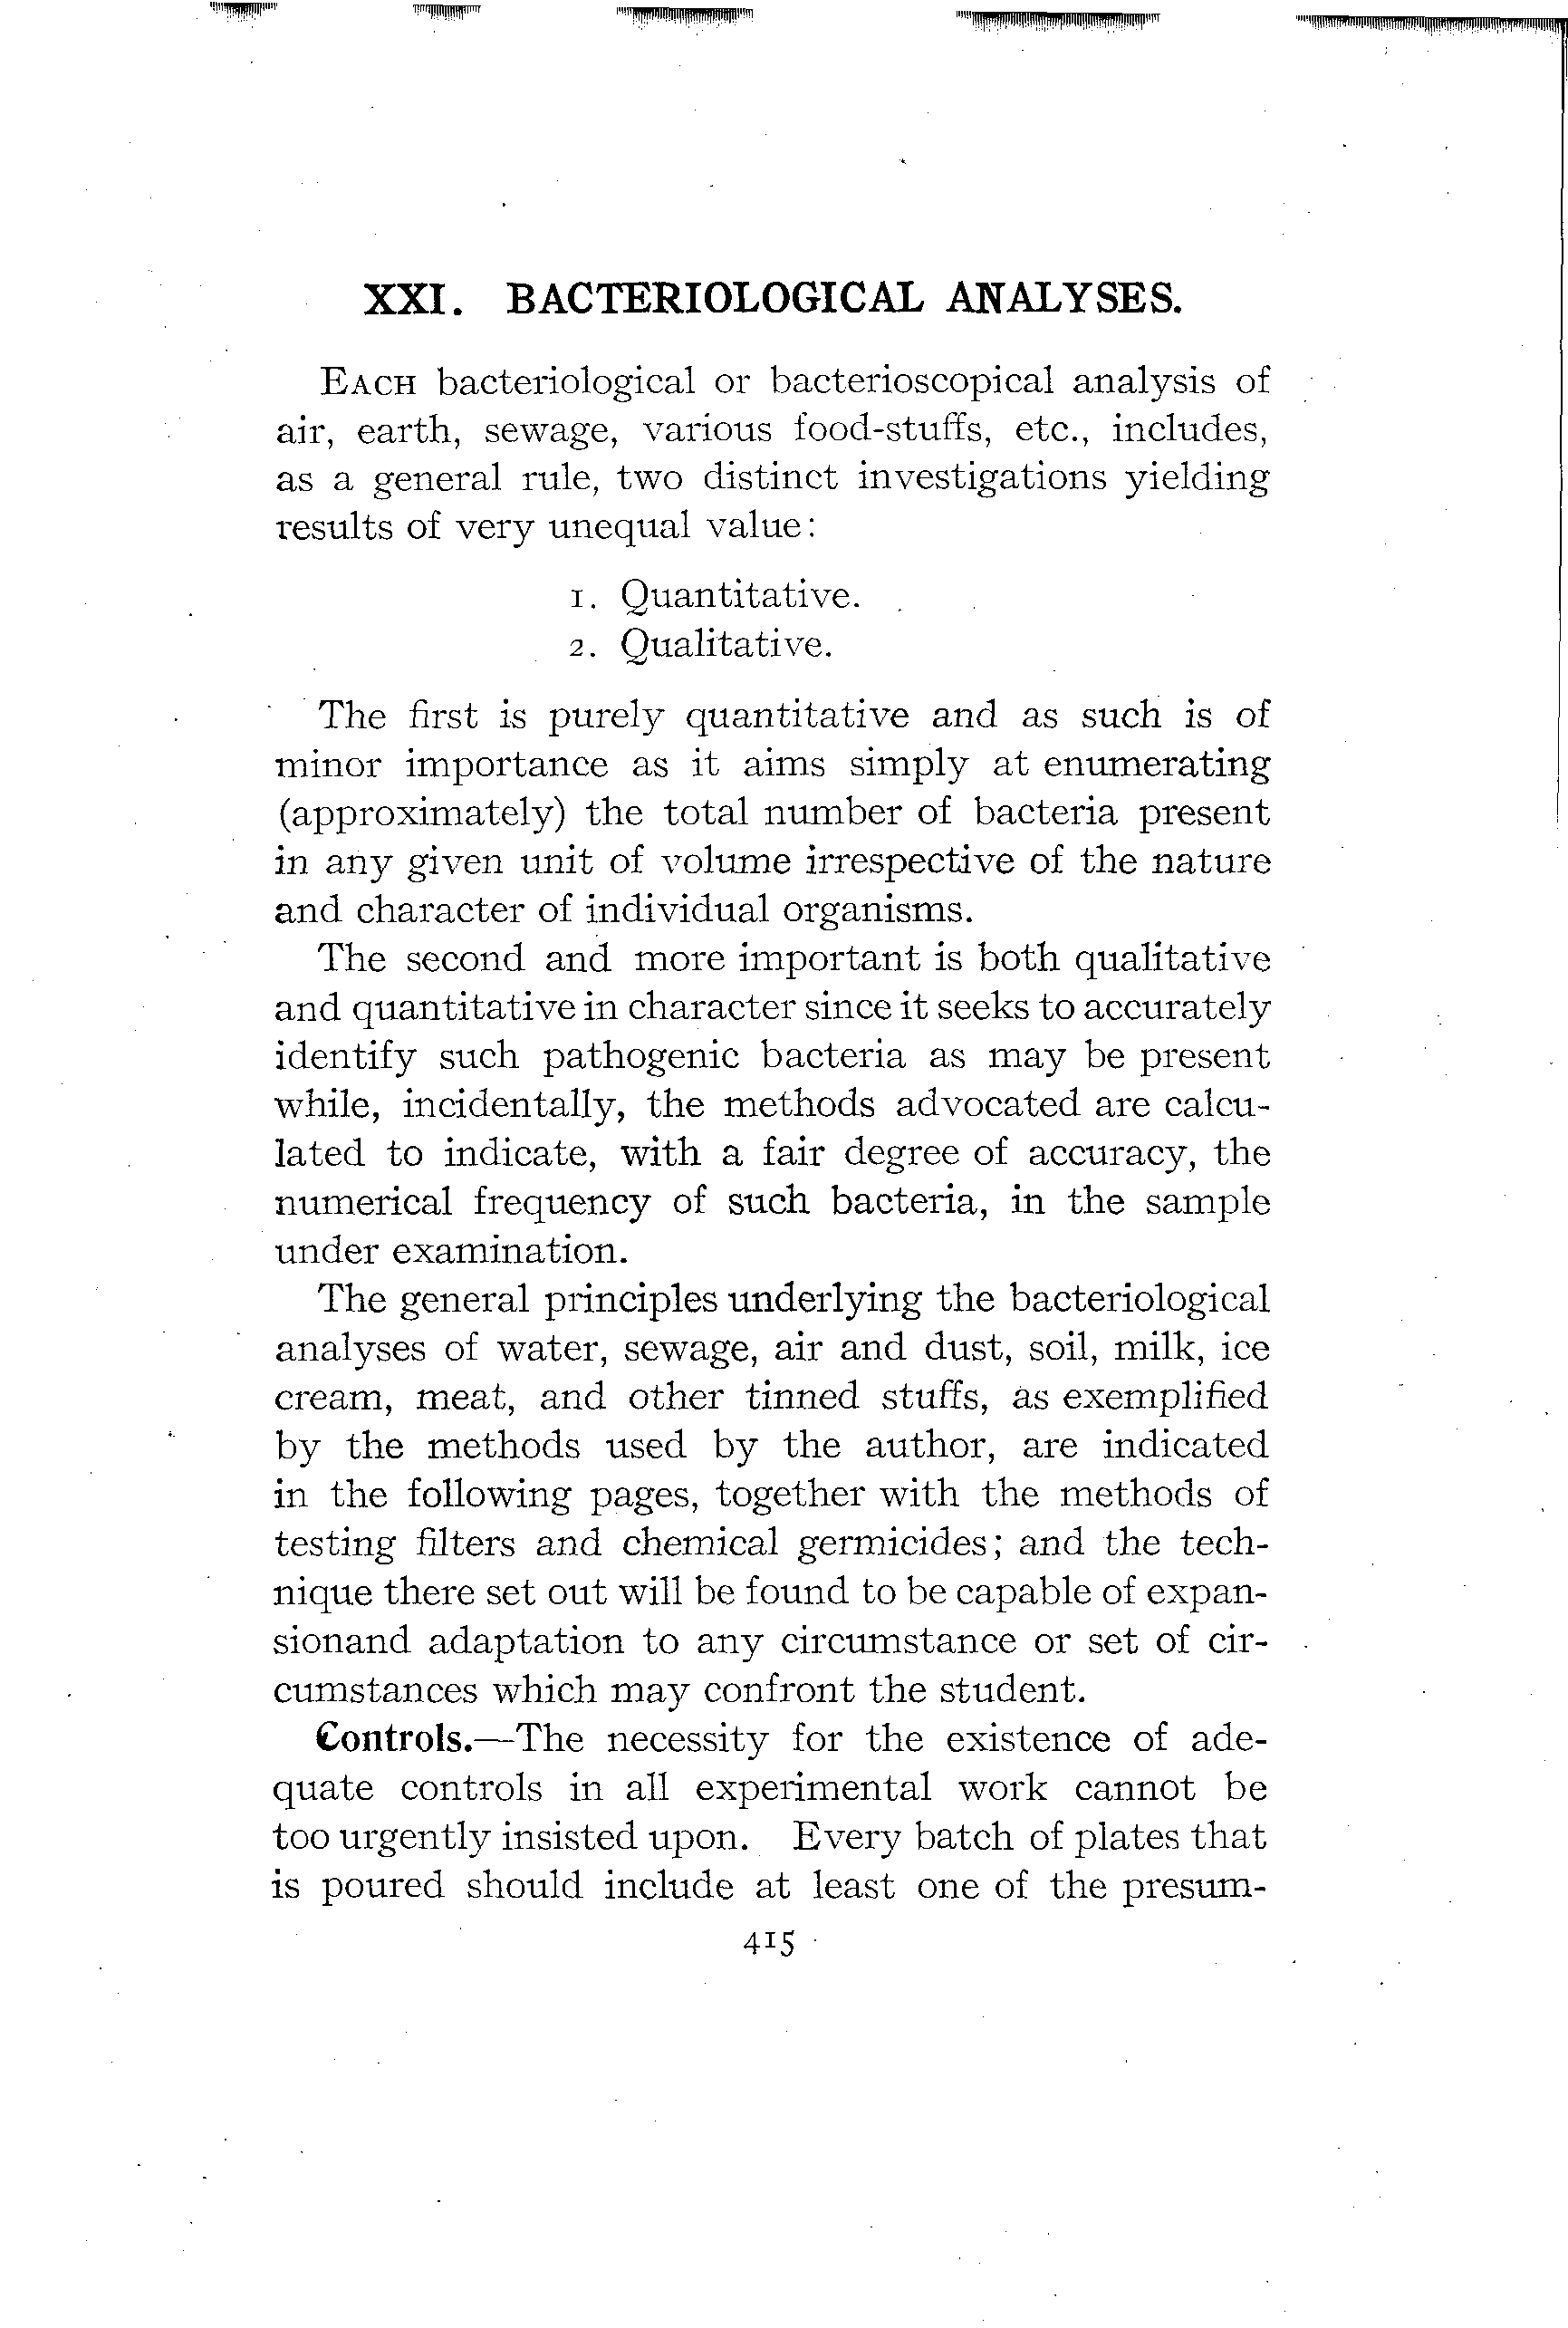 XXI. BACTERIOLOGICAL ANALYSES.
EACH bacteriological or bacterioscopical analysis of
air, earth, sewage, various food-stuffs, etc., includes,
as a general rule, two distinct investigations yielding
results of very unequal value:
1. Quantitative.
2. Qualitative.
The first is purely quantitative and as such is of
minor importance as it aims simply at enumerating
(approximately) the total number of bacteria present
in any given unit of volume irrespective of the nature
and character of individual organisms.
The second and more important is both qualitative
and quantitative in character since it seeks to accurately
identify such pathogenic bacteria as may be present
while, incidentally, the methods advocated are calcu-
lated to indicate, with a fair degree of accuracy, the
numerical frequency of such bacteria, in the sample
under examination.
The general principles underlying the bacteriological
analyses of water, sewage, air and dust, soil, milk, ice
cream, meat, and other tinned stuffs, as exemplified
by the methods used by the author, are indicated
in the following pages, together with the methods of
testing filters and chemical germicides; and the tech-
nique there set out will be found to be capable of expan-
sionand adaptation to any circumstance or set of cir-
cumstances which may confront the student.
Controls.—The necessity for the existence of ade-
quate controls in all experimental work cannot be
too urgently insisted upon. Every batch of plates that
is poured should include at least one of the presum-
415